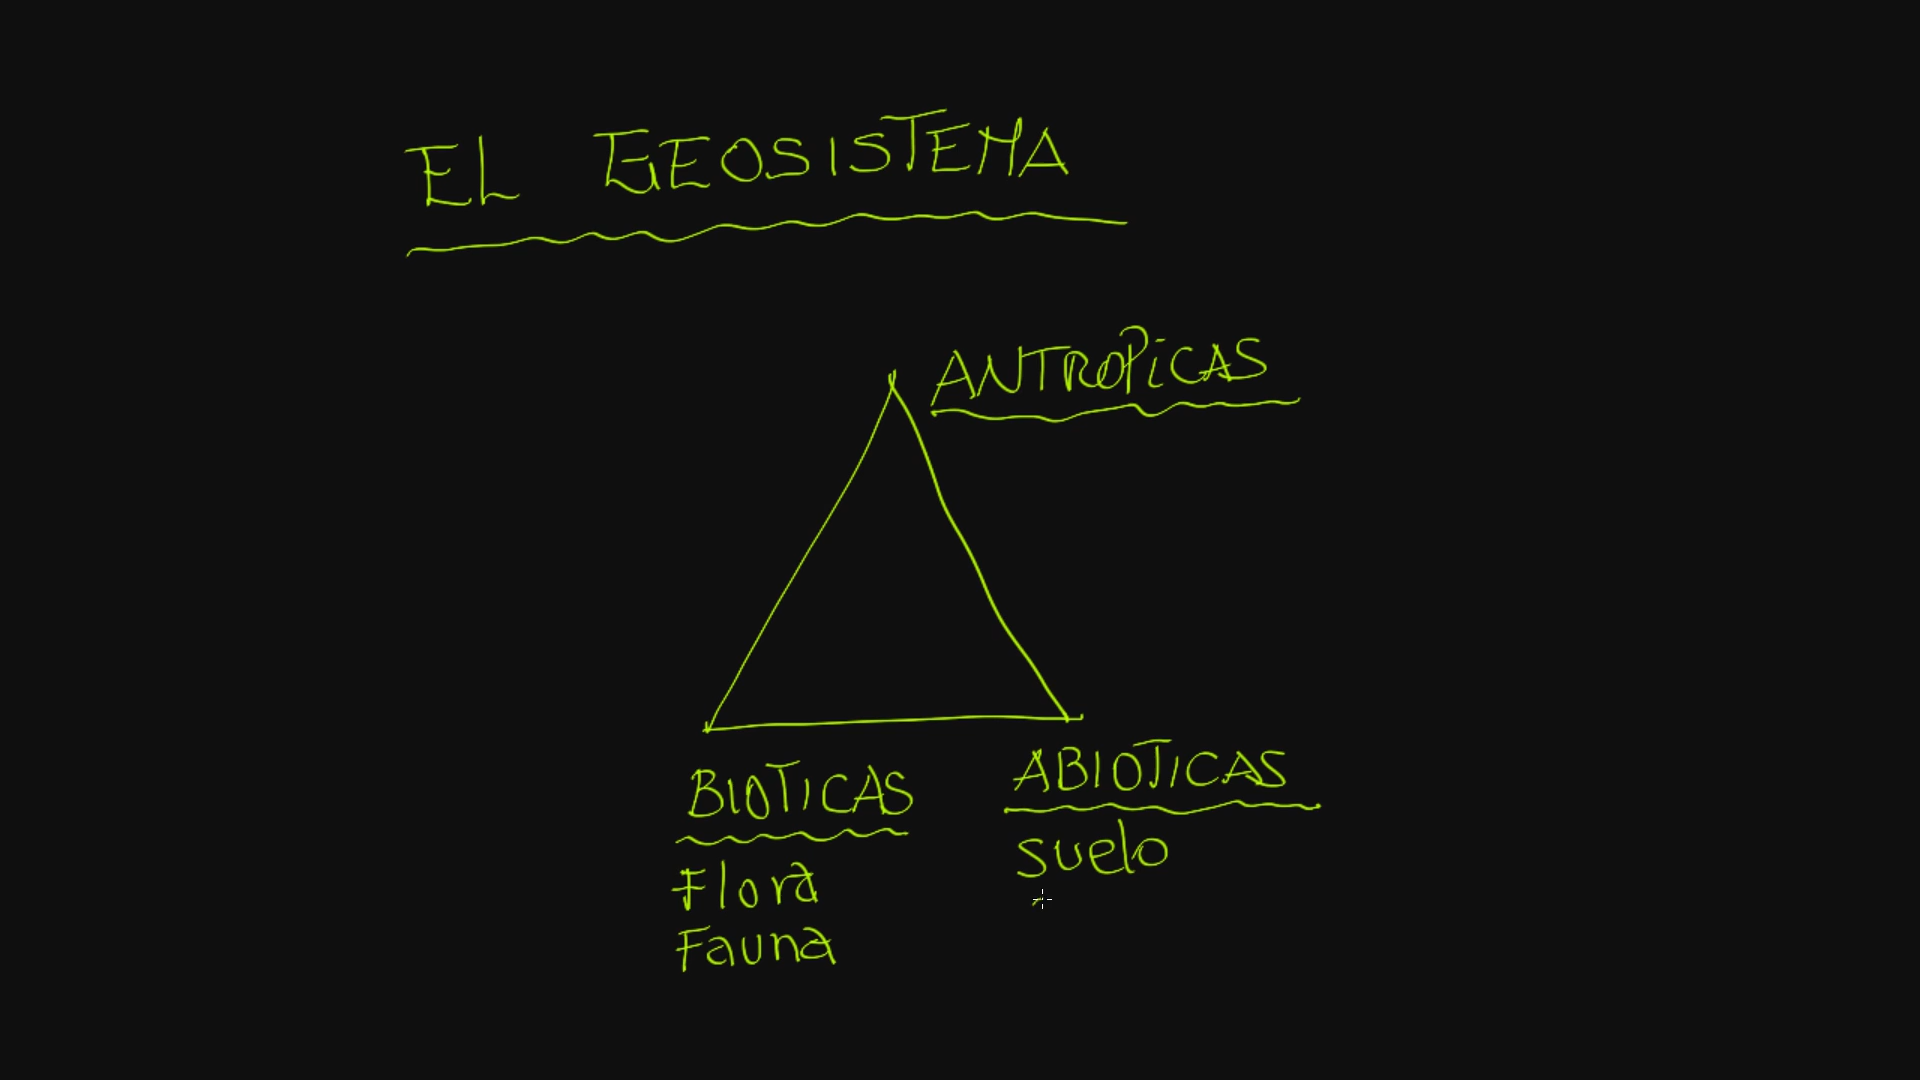 EL GEOSISTEMA
ANTROPiCAS
BIOTICAS
ABIOTICAS
Flora
suelo
Fauna